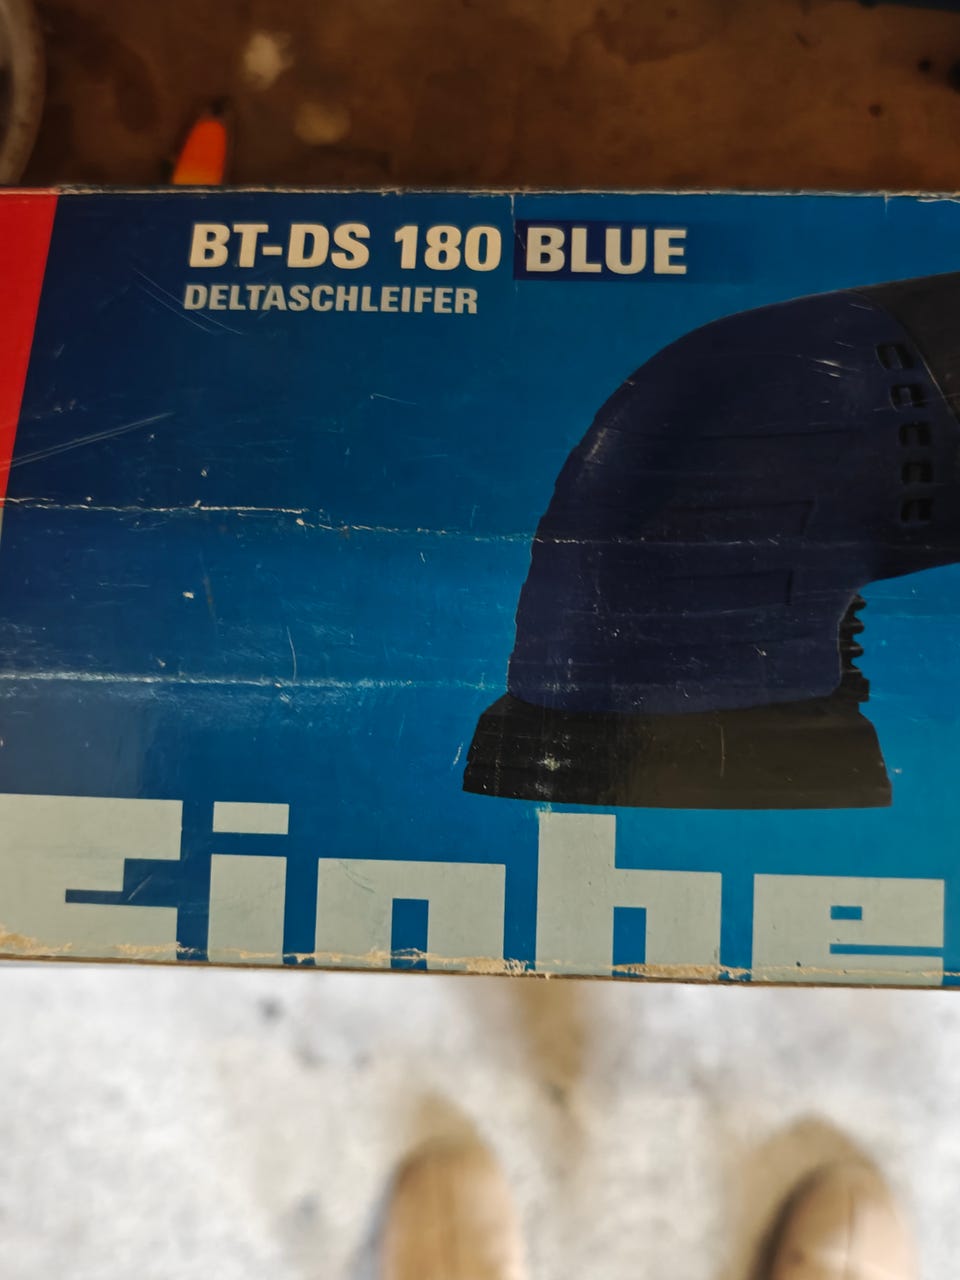 BT-DS 180 BLUE
DELTASCHLEIFER
Einhe